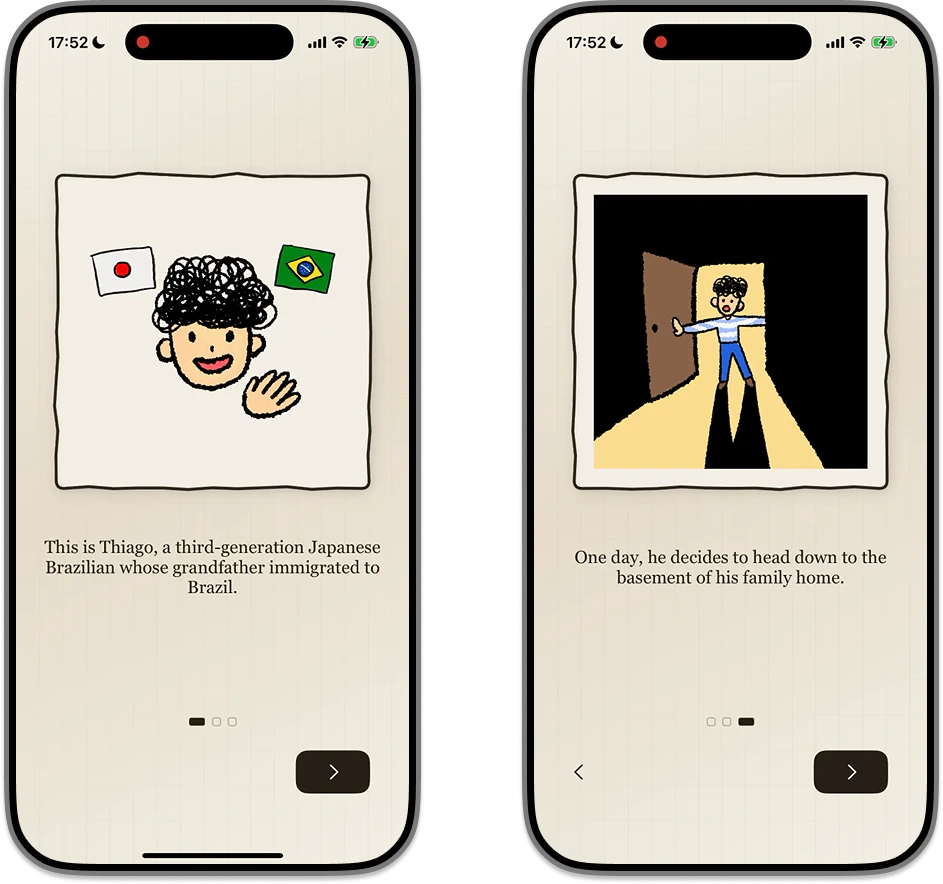 17:52
This is Thiago, a third-generation Japanese
Brazilian whose grandfather immigrated to
Brazil.
17:52
One day, he decides to head down to the
basement of his family home.